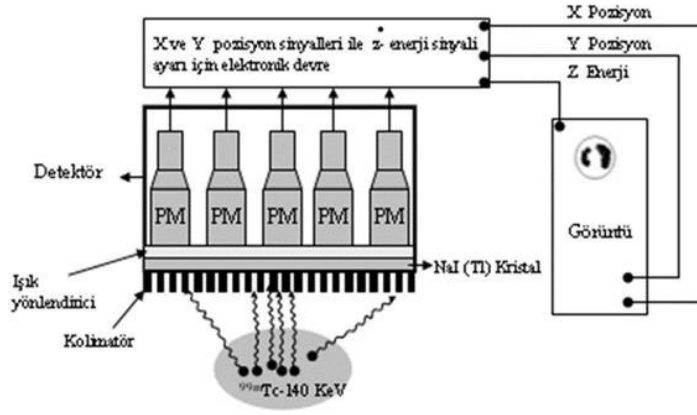 X Pozisyon
X ve Y pozisyon sinyalleri ile z enerji sinyali
ayarı için elektronik devre
Y Pozisyon
Z Enerji
Detektör
PM PM PM PM PM
Görüntü
Işık
yönlendirici
NaI (Tl) Kristal
Kolimatör
99mTc-140 KeV